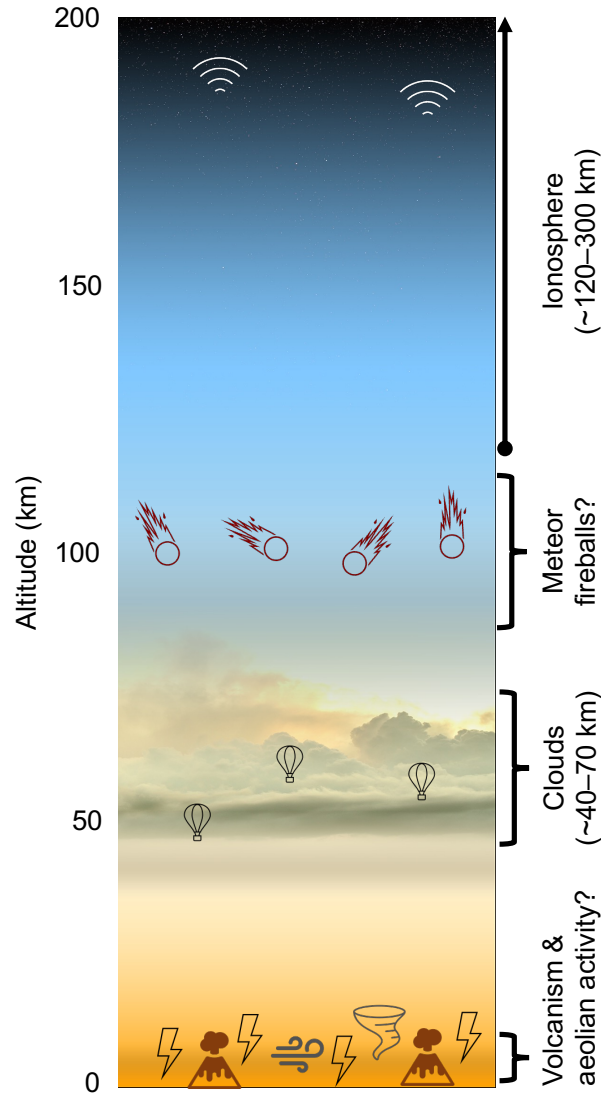 200
150
100
50
0
Altitude (km)
Ionosphere
(~120–300 km)
Meteor
fireballs?
Clouds
(~40–70 km)
Volcanism &
aeolian activity?